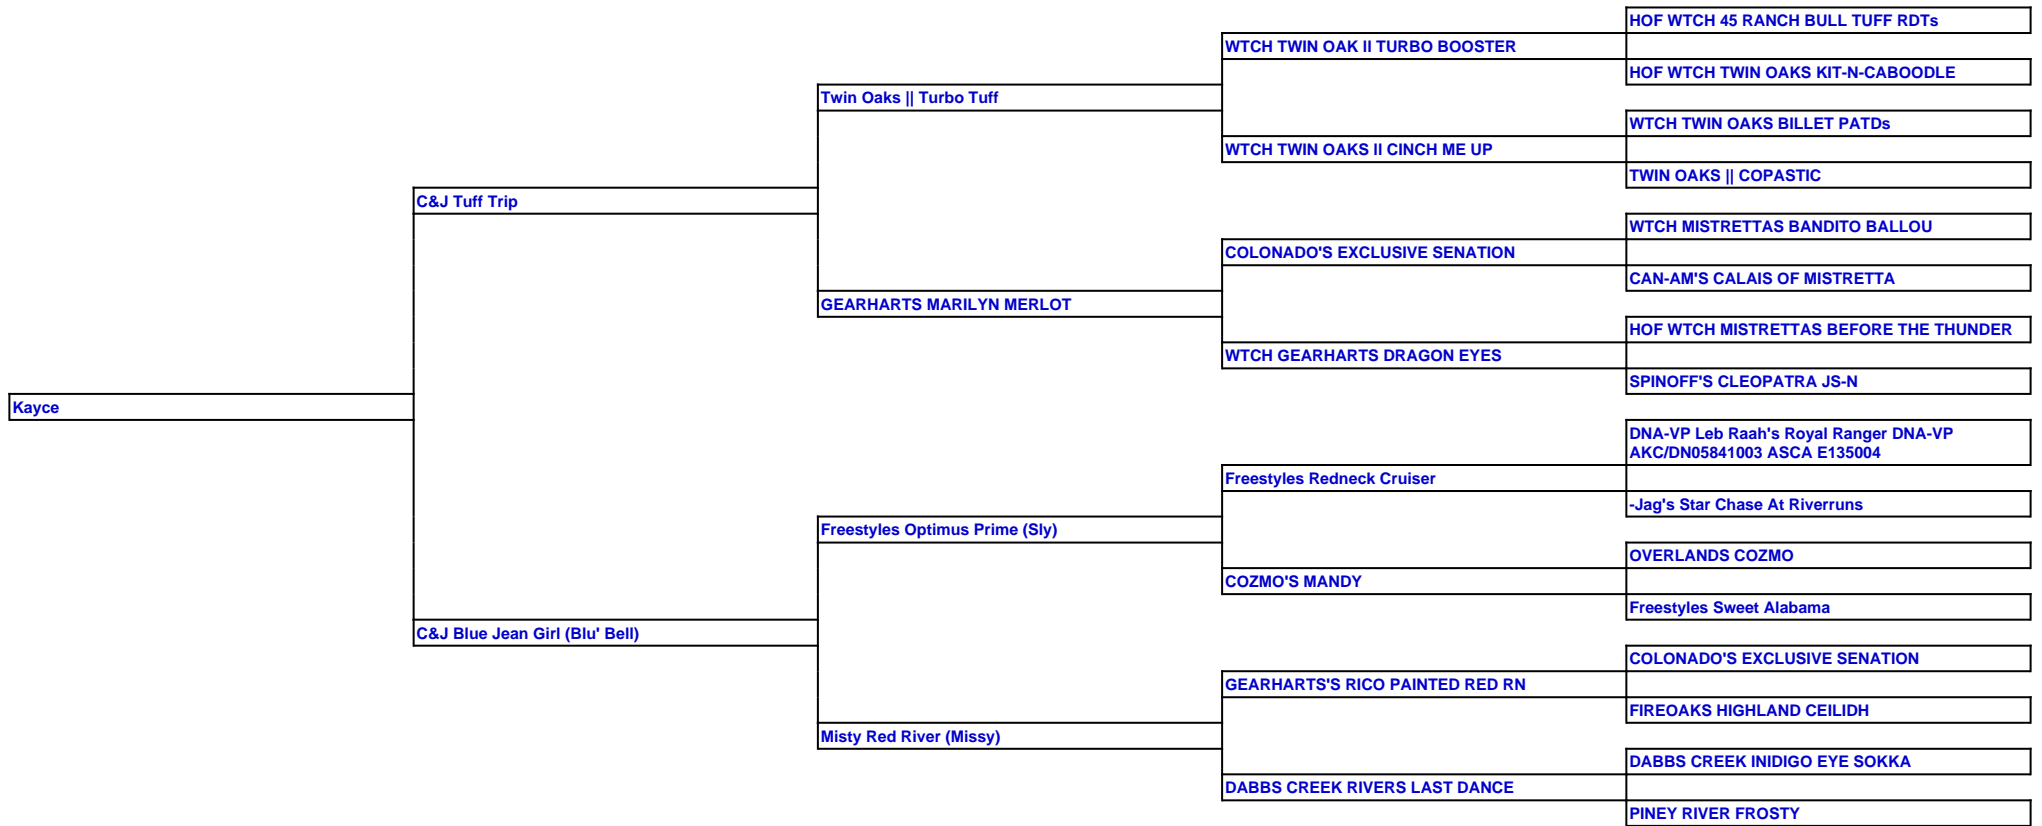 HOF WTCH 45 RANCH BULL TUFF RDTs
WTCH TWIN OAK II TURBO BOOSTER
HOF WTCH TWIN OAKS KIT-N-CABOODLE
Twin Oaks || Turbo Tuff
WTCH TWIN OAKS BILLET PATDs
WTCH TWIN OAKS II CINCH ME UP
TWIN OAKS || COPASTIC
C&J Tuff Trip
WTCH MISTRETTAS BANDITO BALLOU
COLONADO'S EXCLUSIVE SENATION
CAN-AM'S CALAIS OF MISTRETTA
GEARHARTS MARILYN MERLOT
HOF WTCH MISTRETTAS BEFORE THE THUNDER
WTCH GEARHARTS DRAGON EYES
SPINOFF'S CLEOPATRA JS-N
Kayce
DNA-VP Leb Raah's Royal Ranger DNA-VP
AKC/DN05841003 ASCA E135004
Freestyles Redneck Cruiser
-Jag's Star Chase At Riverruns
Freestyles Optimus Prime (Sly)
OVERLANDS COZMO
COZMO'S MANDY
Freestyles Sweet Alabama
C&J Blue Jean Girl (Blu' Bell)
COLONADO'S EXCLUSIVE SENATION
GEARHARTS'S RICO PAINTED RED RN
FIREOAKS HIGHLAND CEILIDH
Misty Red River (Missy)
DABBS CREEK INIDIGO EYE SOKKA
DABBS CREEK RIVERS LAST DANCE
PINEY RIVER FROSTY